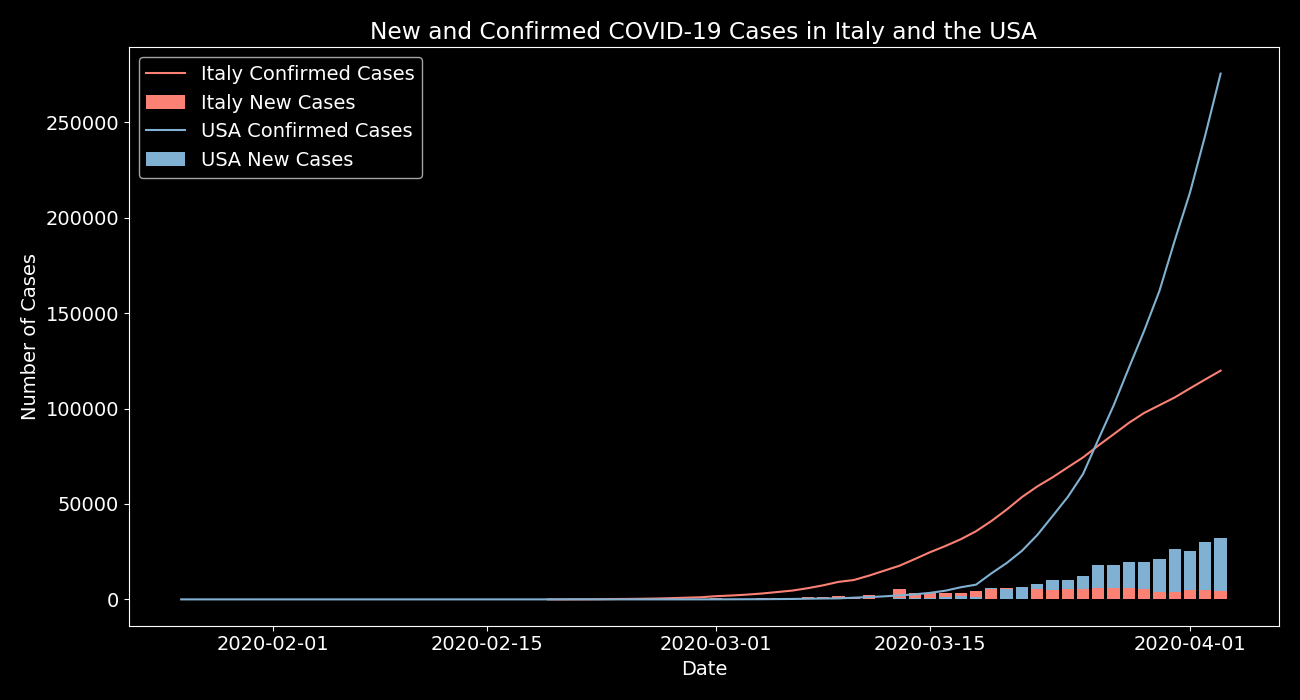 New and Confirmed COVID-19 Cases in Italy and the USA
Italy Confirmed Cases
Italy New Cases
USA Confirmed Cases
USA New Cases
Number of Cases
250000
200000
150000
100000
50000
0
2020-02-01
2020-02-15
2020-03-01
2020-03-15
2020-04-01
Date